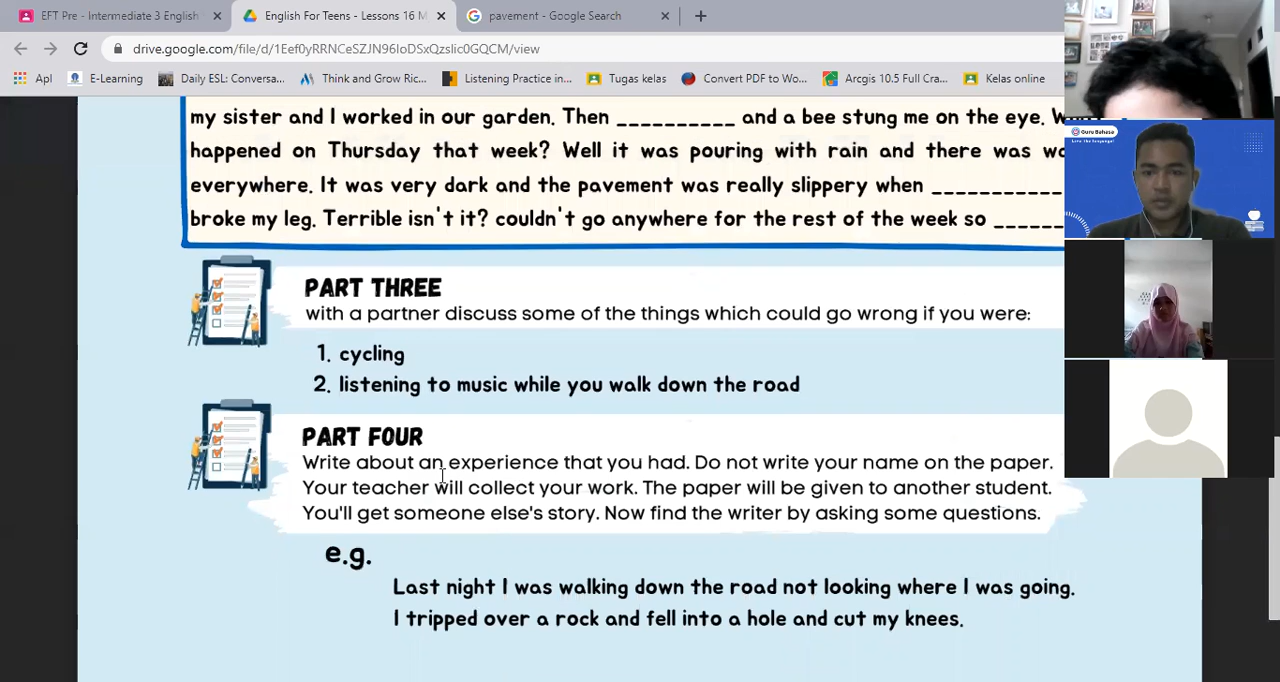 EFT Pre - Intermediate 3 English
English For Teens - Lessons 16 M
pavement - Google Search
drive.google.com/file/d/1Eef0yRRNCeSZJN96IoDSxQzsIic0GQCM/view
Apl
E-Learning
Daily ESL: Conversa...
Think and Grow Ric...
Listening Practice in...
Tugas kelas
Convert PDF to Wo...
Arcgis 10.5 Full Cra...
Kelas online
Guru Bahasa
my sister and I worked in our garden. Then __________ and a bee stung me on the eye.
happened on Thursday that week? Well it was pouring with rain and there was
everywhere. It was very dark and the pavement was really slippery when __________
broke my leg. Terrible isn't it? couldn't go anywhere for the rest of the week so ______
PART THREE
with a partner discuss some of the things which could go wrong if you were:
1. cycling
2. listening to music while you walk down the road
PART FOUR
Write about an experience that you had. Do not write your name on the paper.
Your teacher will collect your work. The paper will be given to another student.
You'll get someone else's story. Now find the writer by asking some questions.
e.g.
Last night I was walking down the road not looking where I was going.
I tripped over a rock and fell into a hole and cut my knees.